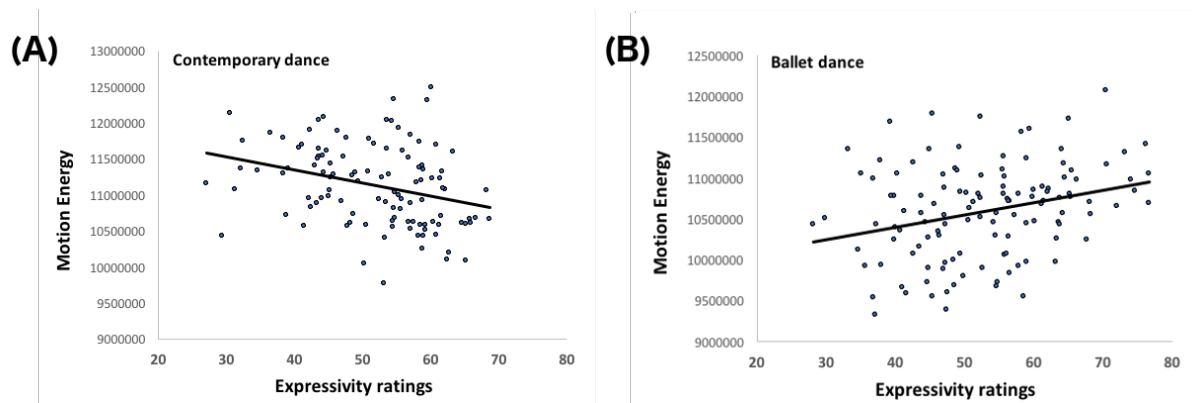 (A)
Contemporary dance
Motion Energy
13000000
12500000
12000000
11500000
11000000
10500000
10000000
9500000
9000000
20 30 40 50 60 70 80
Expressivity ratings
(B)
Ballet dance
Motion Energy
12500000
12000000
11500000
11000000
10500000
10000000
9500000
9000000
20 30 40 50 60 70 80
Expressivity ratings